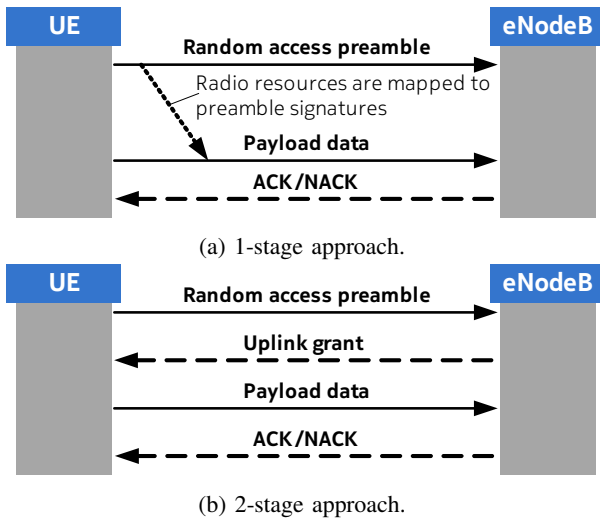 UE
eNodeB
Random access preamble
Radio resources are mapped to
preamble signatures
Payload data
ACK/NACK
(a) 1-stage approach.
UE
eNodeB
Random access preamble
Uplink grant
Payload data
ACK/NACK
(b) 2-stage approach.